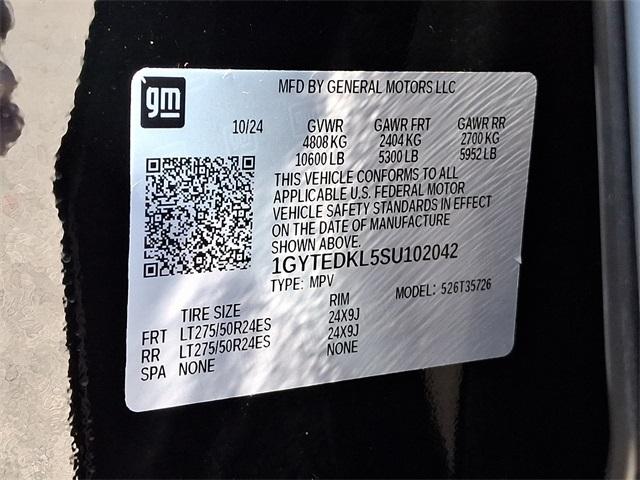 gm
MFD BY GENERAL MOTORS LLC
10/24 GVWR GAWR FRT GAWR RR
4808 KG 2404 KG 2700 KG
10600 LB 5300 LB 5952 LB
THIS VEHICLE CONFORMS TO ALL
APPLICABLE U.S. FEDERAL MOTOR
VEHICLE SAFETY STANDARDS IN EFFECT
ON THE DATE OF MANUFACTURE
SHOWN ABOVE.
1GYTEDKL5SU102042
TYPE: MPV MODEL: 526T35726
TIRE SIZE RIM
FRT LT275/50R24ES 24X9J
RR LT275/50R24ES 24X9J
SPA NONE NONE